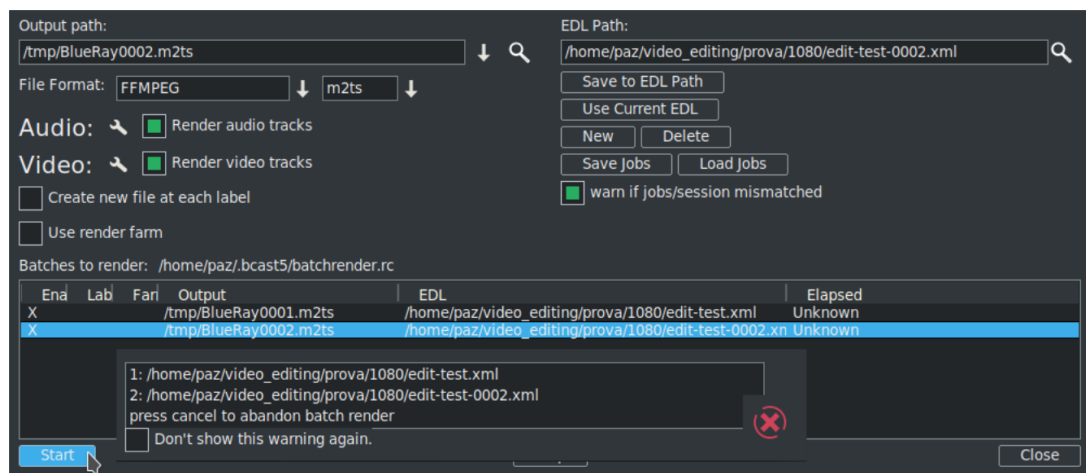 Output path:
/tmp/BlueRay0002.m2ts
File Format: FFMPEG m2ts
Audio: Render audio tracks
Video: Render video tracks
Create new file at each label
Use render farm
EDL Path:
/home/paz/video_editing/prova/1080/edit-test-0002.xml
Save to EDL Path
Use Current EDL
New Delete
Save Jobs Load Jobs
warn if jobs/session mismatched
Batches to render: /home/paz/.bcast5/batchrender.rc
Ena Lab Far Output EDL Elapsed
X /tmp/BlueRay0001.m2ts /home/paz/video_editing/prova/1080/edit-test.xml Unknown
X /tmp/BlueRay0002.m2ts /home/paz/video_editing/prova/1080/edit-test-0002.xn Unknown
1: /home/paz/video_editing/prova/1080/edit-test.xml
2: /home/paz/video_editing/prova/1080/edit-test-0002.xml
press cancel to abandon batch render
Don't show this warning again.
Start Close